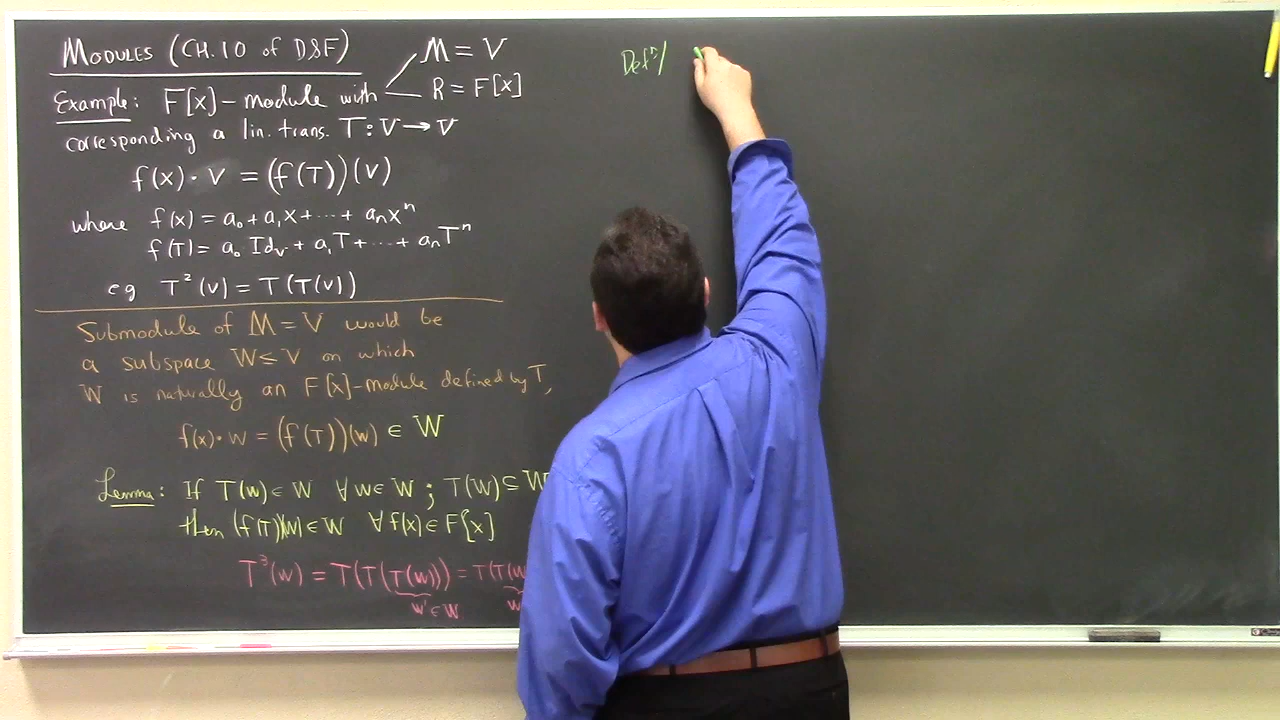 MODULES (CH.10 of D&F)
M = V
R = F[x]
Example: F[x]-module with
corresponding a lin. trans. T: V → V
f(x)·v = (f(T))(v)
where f(x) = a₀ + a₁x + ⋯ + aₙxⁿ
f(T) = a₀ Id_V + a₁T + ⋯ + aₙTⁿ
eg T²(v) = T(T(v))
Submodule of M = V would be
a subspace W ≤ V on which
W is naturally an F[x]-module defined by T,
f(x)·w = (f(T))(w) ∈ W
Lemma: If T(w) ∈ W ∀ w ∈ W ; T(W) ⊆ W
then (f(T))(w) ∈ W ∀ f(x) ∈ F[x]
T³(w) = T(T(T(w))) = T(T(w
w' ∈ W w
Defⁿ/